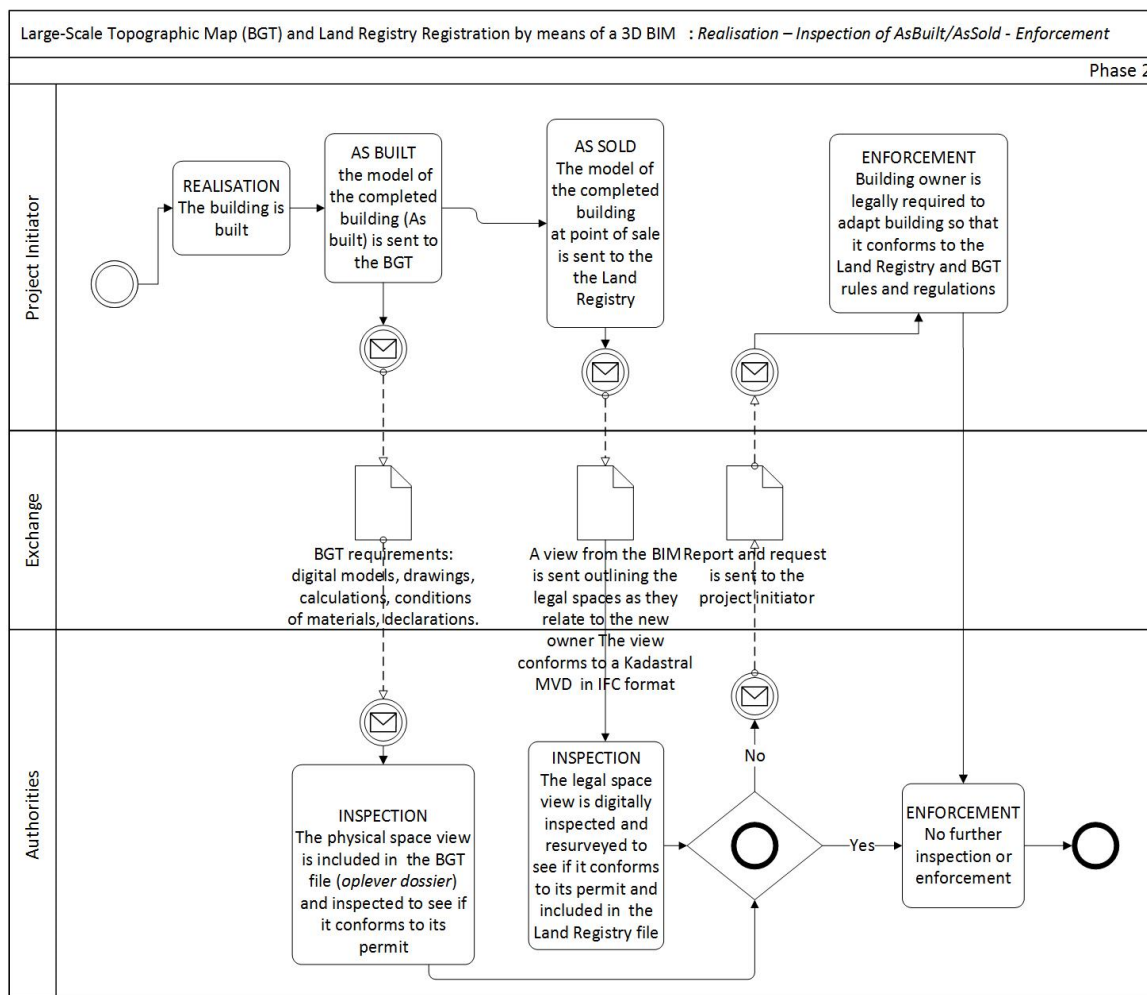 Large-Scale Topographic Map (BGT) and Land Registry Registration by means of a 3D BIM : Realisation – Inspection of AsBuilt/AsSold - Enforcement
Phase 2
Project Initiator
REALISATION
The building is
built
AS BUILT
the model of
the completed
building (As
built) is sent to
the BGT
AS SOLD
The model of
the completed
building
at point of sale
is sent to the
the Land
Registry
ENFORCEMENT
Building owner is
legally required to
adapt building so that
it conforms to the
Land Registry and BGT
rules and regulations
Exchange
BGT requirements:
digital models, drawings,
calculations, conditions
of materials, declarations.
A view from the BIM
is sent outlining the
legal spaces as they
relate to the new
owner The view
conforms to a Kadastral
MVD in IFC format
Report and request
is sent to the
project initiator
Authorities
INSPECTION
The physical space view
is included in the BGT
file (oplever dossier)
and inspected to see if
it conforms to its
permit
INSPECTION
The legal space
view is digitally
inspected and
resurveyed to
see if it conforms
to its permit and
included in the
Land Registry file
No
Yes
ENFORCEMENT
No further
inspection or
enforcement